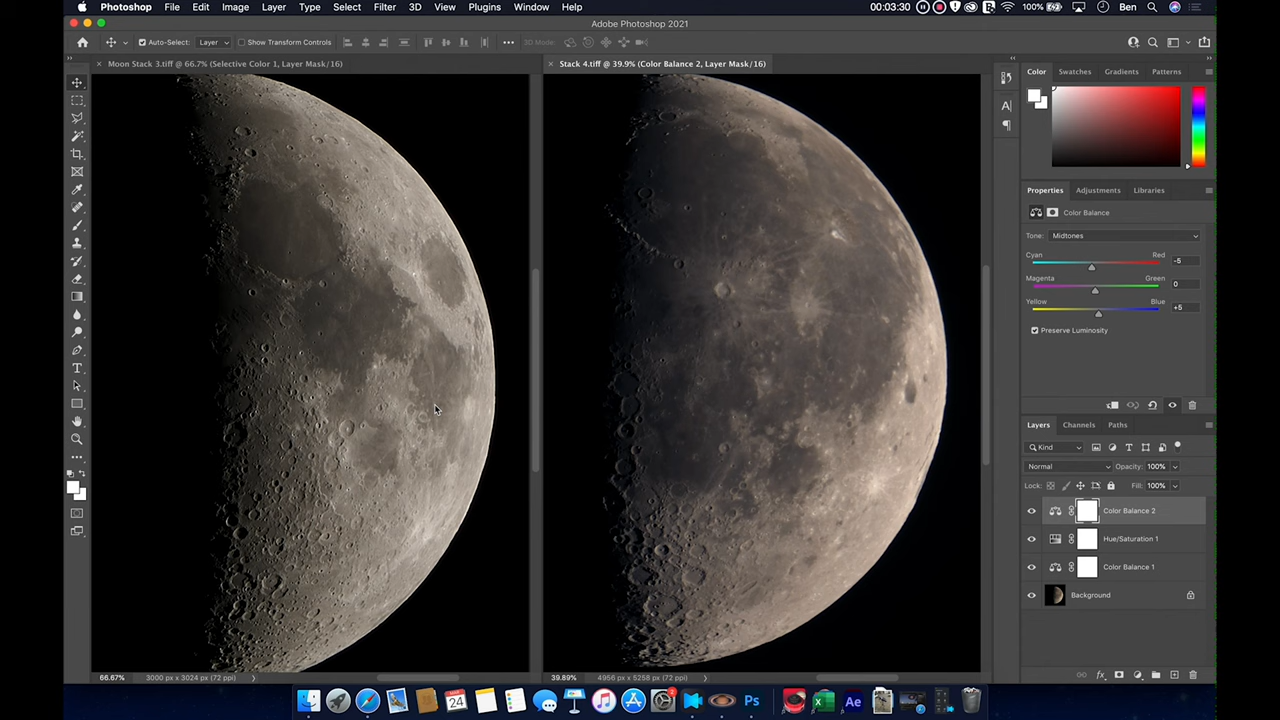 Photoshop File Edit Image Layer Type Select Filter 3D View Plugins Window Help 00:03:30 100% Ben
Adobe Photoshop 2021
Auto-Select: Layer Show Transform Controls 3D Mode:
Moon Stack 3.tiff @ 66.7% (Selective Color 1, Layer Mask/16)
Stack 4.tiff @ 39.9% (Color Balance 2, Layer Mask/16)
Color Swatches Gradients Patterns
Properties Adjustments Libraries
Color Balance
Tone: Midtones
Cyan Red -5
Magenta Green 0
Yellow Blue +5
Preserve Luminosity
Layers Channels Paths
Kind
Normal Opacity: 100%
Lock: Fill: 100%
Color Balance 2
Hue/Saturation 1
Color Balance 1
Background
66.67% 3000 px x 3024 px (72 ppi)
39.89% 4956 px x 5258 px (72 ppi)
24
Ps
Ae